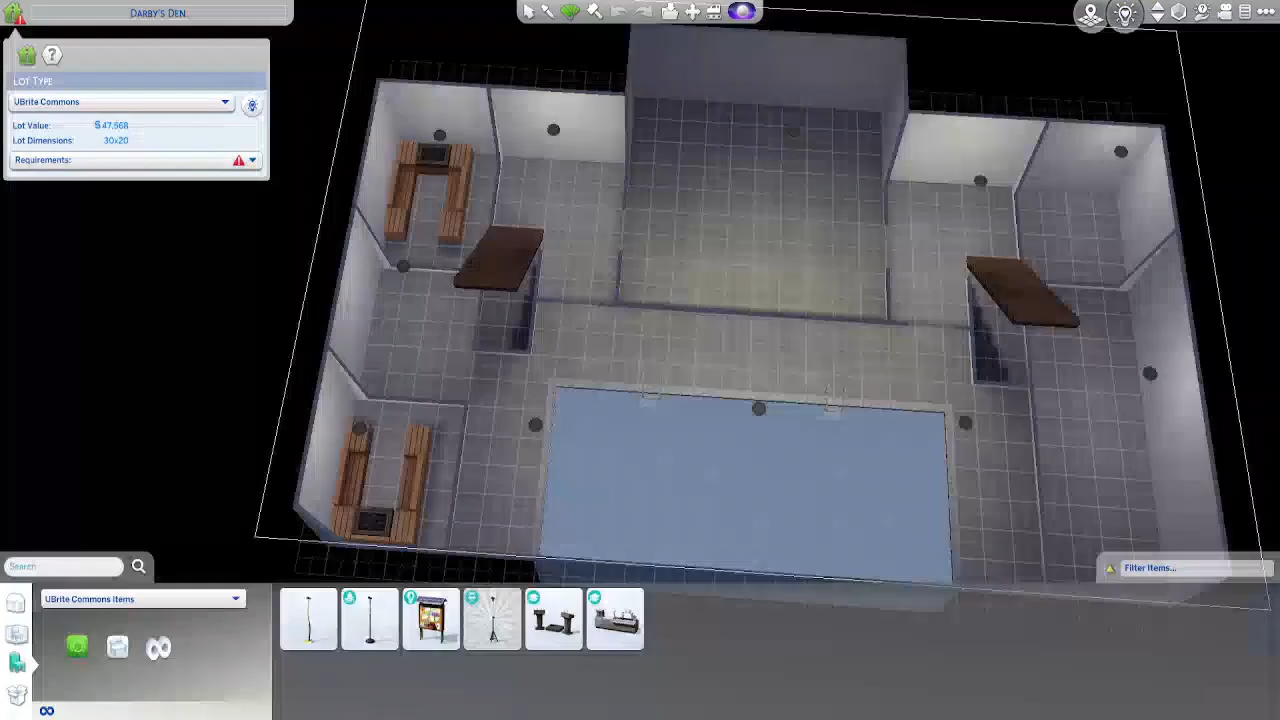 DARBY'S DEN
LOT TYPE
UBrite Commons
Lot Value: §47,568
Lot Dimensions: 30x20
Requirements:
Search
Filter Items...
UBrite Commons Items